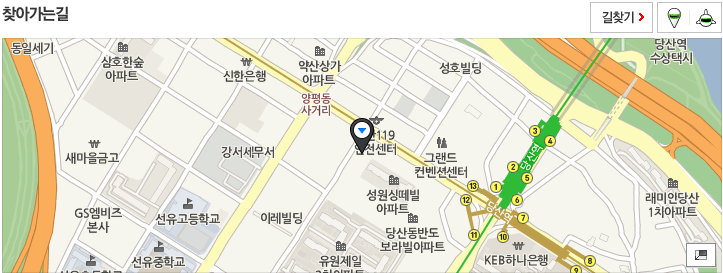 찾아가는길
길찾기
동일세기
삼호한숲
아파트
신한은행
약산상가
아파트
성호빌딩
당산역
수상택시
양평동
사거리
119
안전센터
새마을금고
강서세무서
그랜드
컨벤션센터
당산역
3
4
2
5
1
13
12
6
7
11
10
8
9
당산역
성원상떼빌
아파트
래미안당산
1차아파트
GS엠비즈
본사
선유고등학교
이레빌딩
당산동반도
보라빌아파트
선유중학교
유원제일
KEB하나은행